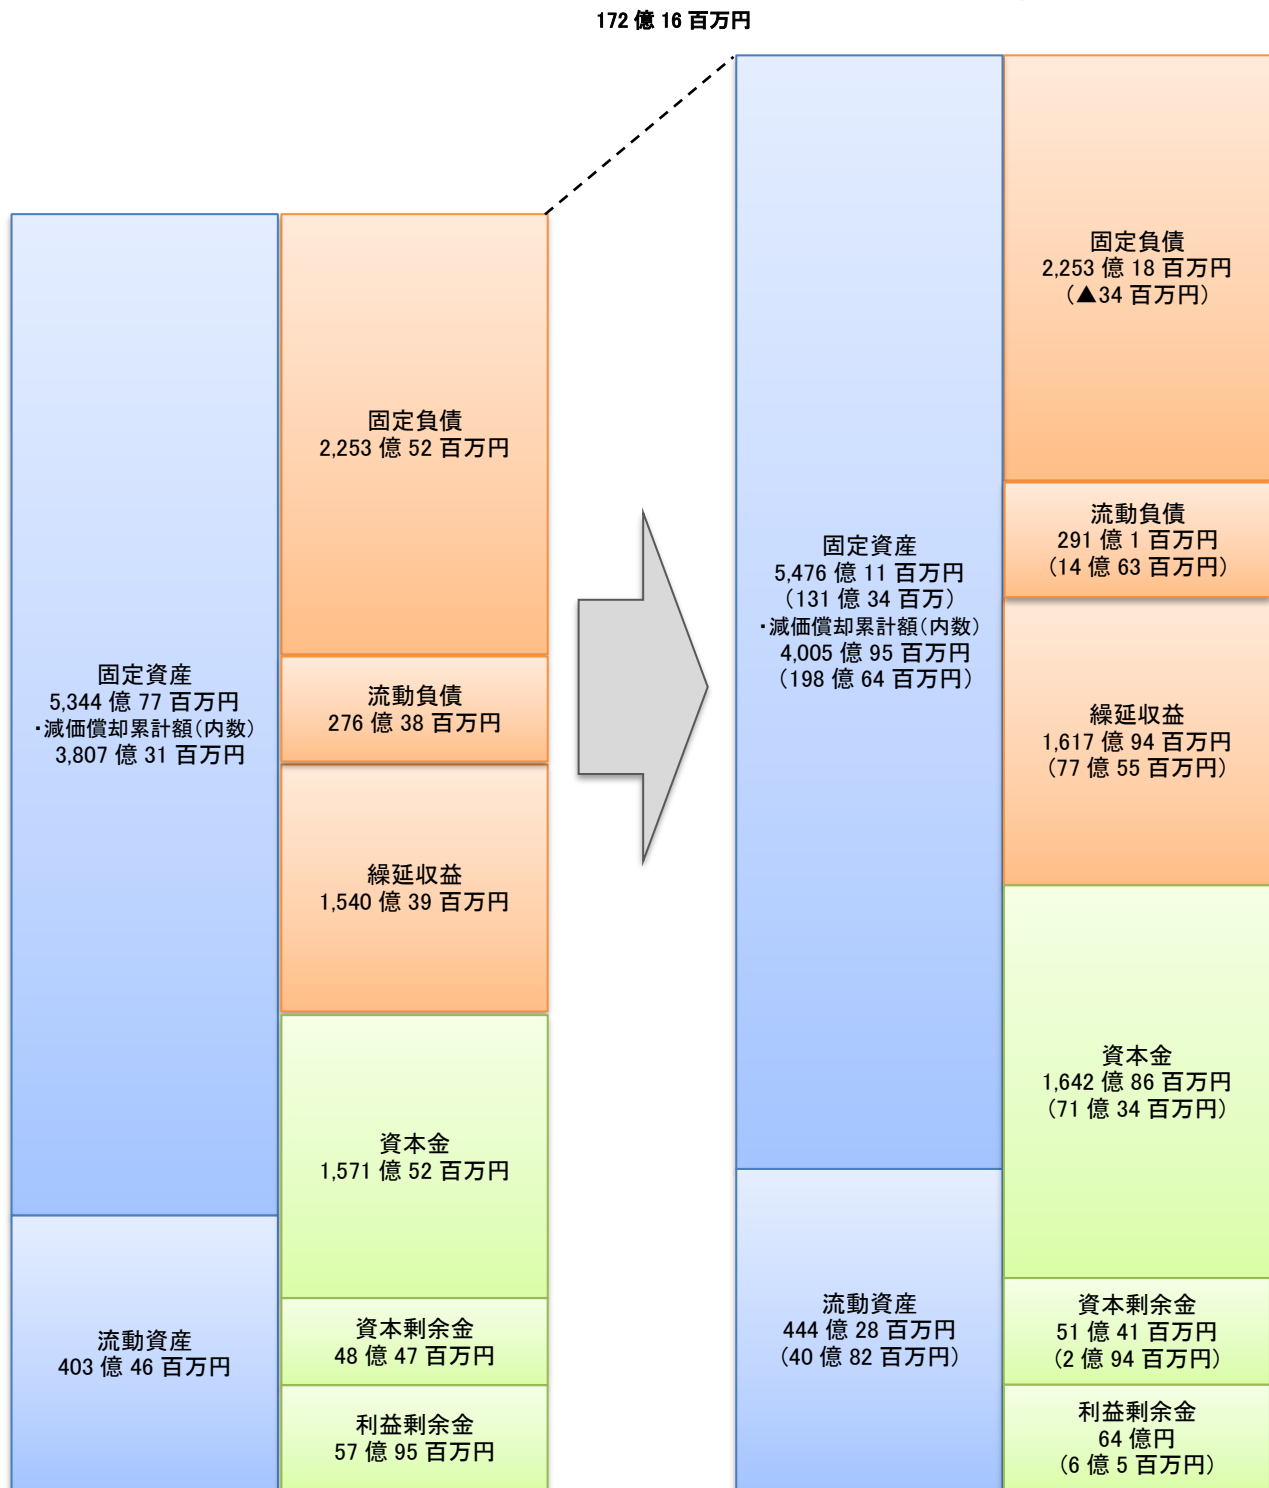 172 億 16 百万円
固定資産
5,344 億 77 百万円
・減価償却累計額（内数）
3,807 億 31 百万円
流動資産
403 億 46 百万円
固定負債
2,253 億 52 百万円
流動負債
276 億 38 百万円
繰延収益
1,540 億 39 百万円
資本金
1,571 億 52 百万円
資本剰余金
48 億 47 百万円
利益剰余金
57 億 95 百万円
固定資産
5,476 億 11 百万円
（131 億 34 百万）
・減価償却累計額（内数）
4,005 億 95 百万円
（198 億 64 百万円）
流動資産
444 億 28 百万円
（40 億 82 百万円）
固定負債
2,253 億 18 百万円
（▲34 百万円）
流動負債
291 億 1 百万円
（14 億 63 百万円）
繰延収益
1,617 億 94 百万円
（77 億 55 百万円）
資本金
1,642 億 86 百万円
（71 億 34 百万円）
資本剰余金
51 億 41 百万円
（2 億 94 百万円）
利益剰余金
64 億円
（6 億 5 百万円）